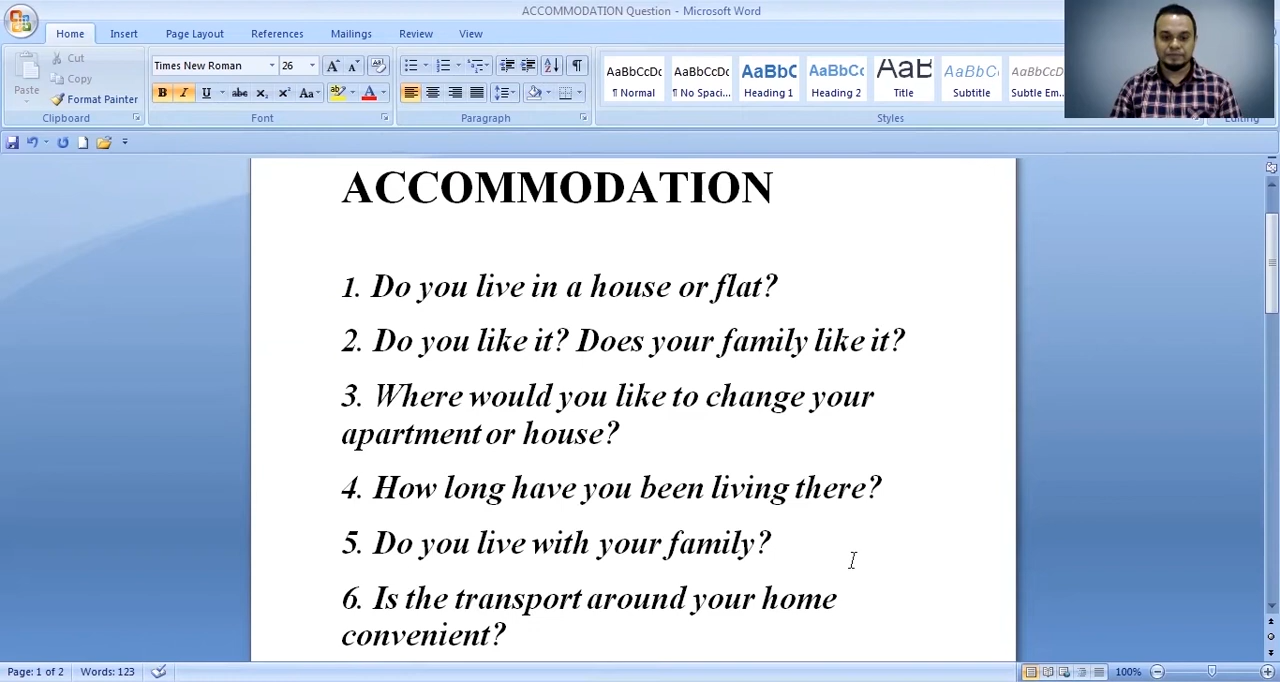 ACCOMMODATION Question - Microsoft Word
Home Insert Page Layout References Mailings Review View
Paste
Cut
Copy
Format Painter
Clipboard
Times New Roman 26
Font
Paragraph
AaBbCcDc AaBbCcDc AaBbC AaBbCc AaB AaBbCc. AaBbCcDc
¶ Normal ¶ No Spaci... Heading 1 Heading 2 Title Subtitle Subtle Em...
Styles
Editing
ACCOMMODATION
1. Do you live in a house or flat?
2. Do you like it? Does your family like it?
3. Where would you like to change your
apartment or house?
4. How long have you been living there?
5. Do you live with your family?
6. Is the transport around your home
convenient?
Page: 1 of 2 Words: 123 100%